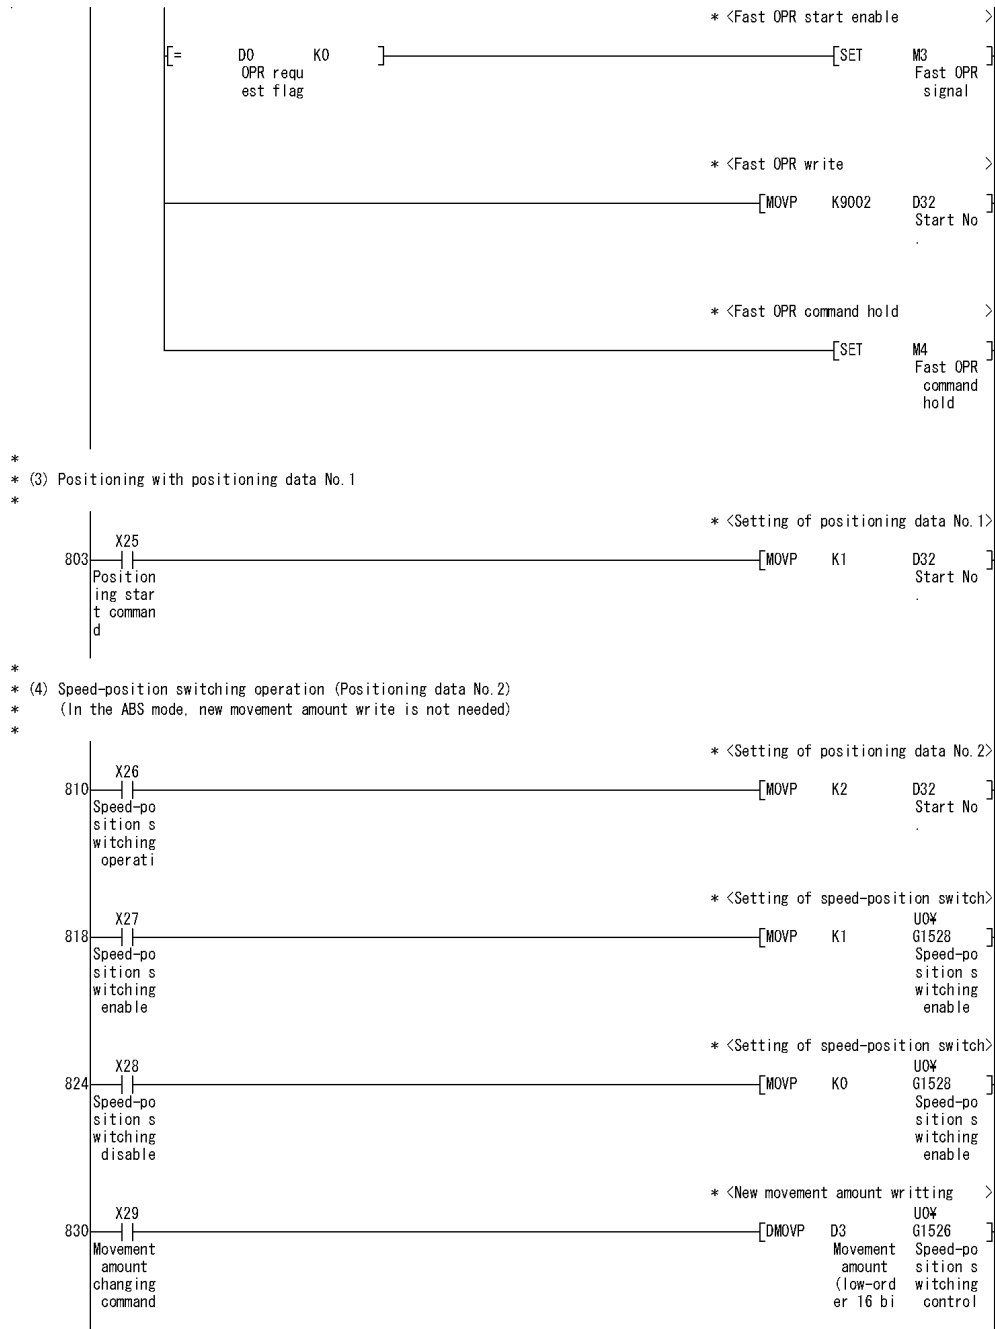 * <Fast OPR start enable >
[= D0 K0 ] [SET M3 ]
OPR requ Fast OPR
est flag signal
* <Fast OPR write >
[MOVP K9002 D32 ]
Start No
.
* <Fast OPR command hold >
[SET M4 ]
Fast OPR
command
hold
*
* (3) Positioning with positioning data No.1
*
* <Setting of positioning data No.1>
X25
803 [MOVP K1 D32 ]
Position Start No
ing star .
t comman
d
*
* (4) Speed-position switching operation (Positioning data No.2)
* (In the ABS mode, new movement amount write is not needed)
*
* <Setting of positioning data No.2>
X26
810 [MOVP K2 D32 ]
Speed-po Start No
sition s .
witching
operati
* <Setting of speed-position switch>
X27 U0¥
818 [MOVP K1 G1528 ]
Speed-po Speed-po
sition s sition s
witching witching
enable enable
* <Setting of speed-position switch>
X28 U0¥
824 [MOVP K0 G1528 ]
Speed-po Speed-po
sition s sition s
witching witching
disable enable
* <New movement amount writting >
X29 U0¥
830 [DMOVP D3 G1526 ]
Movement Movement Speed-po
amount amount sition s
changing (low-ord witching
command er 16 bi control